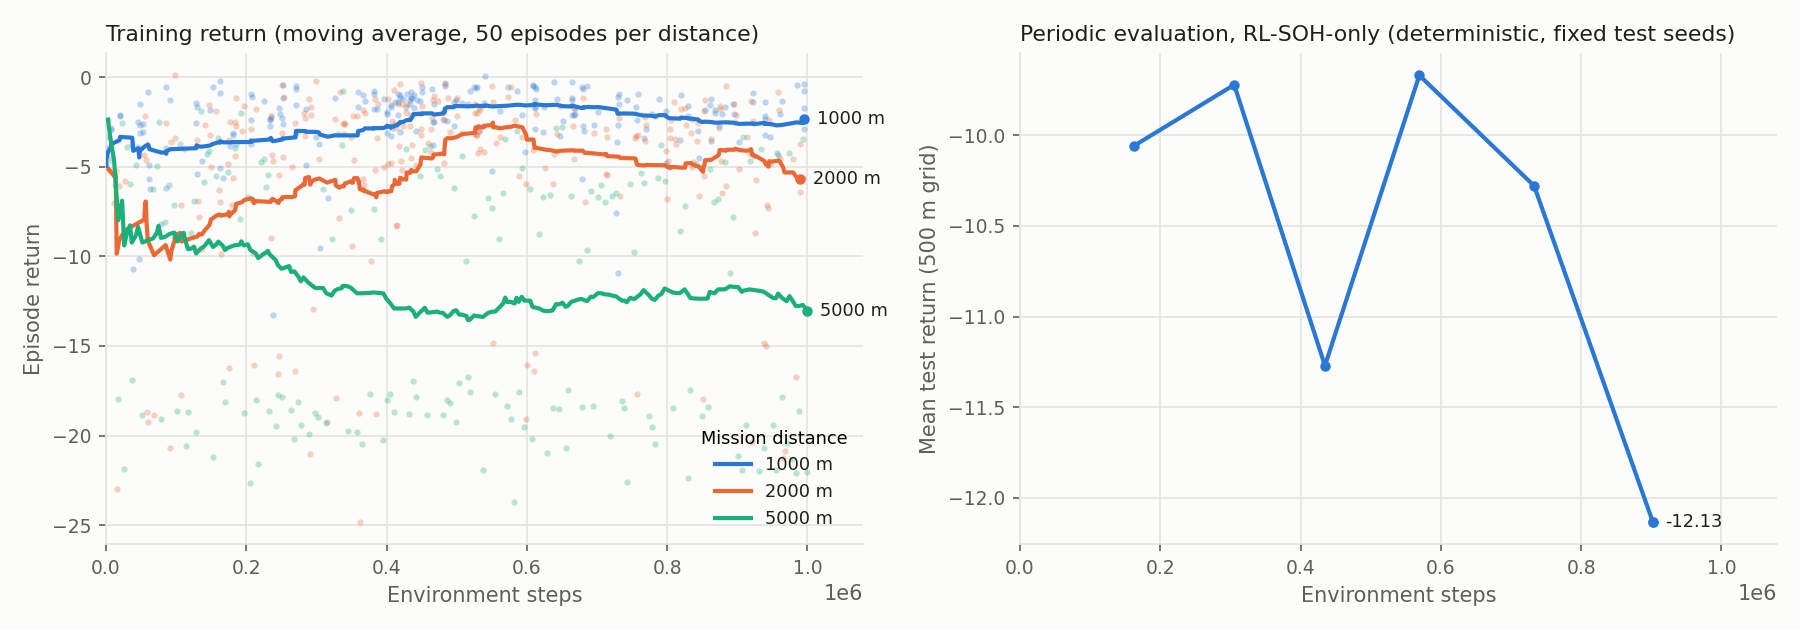 Training return (moving average, 50 episodes per distance)
Episode return
0
−5
−10
−15
−20
−25
1000 m
2000 m
5000 m
Mission distance
1000 m
2000 m
5000 m
0.0 0.2 0.4 0.6 0.8 1.0
1e6
Environment steps
Periodic evaluation, RL-SOH-only (deterministic, fixed test seeds)
Mean test return (500 m grid)
−10.0
−10.5
−11.0
−11.5
−12.0
-12.13
0.0 0.2 0.4 0.6 0.8 1.0
1e6
Environment steps